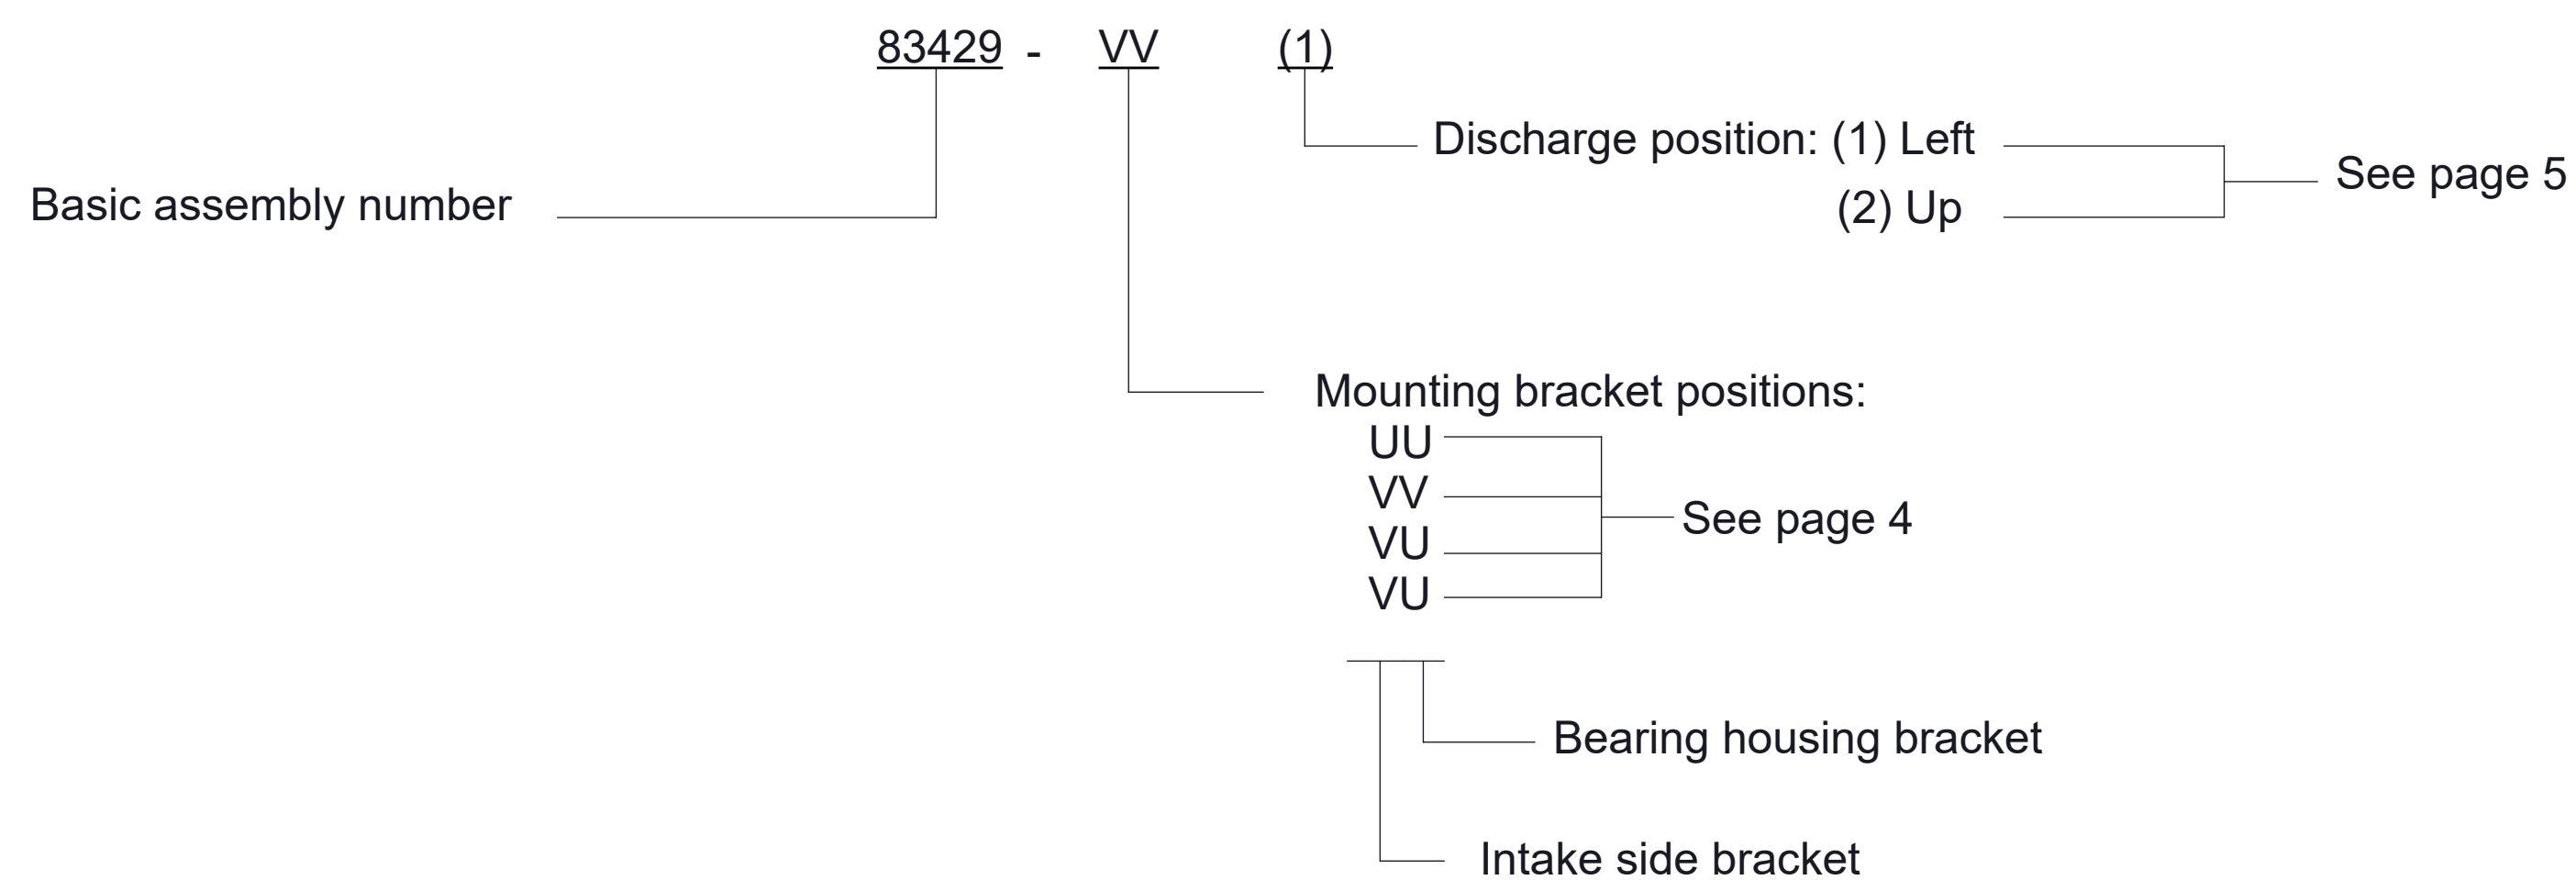 83429 - VV (1)
Discharge position: (1) Left
See page 5
Basic assembly number
(2) Up
Mounting bracket positions:
UU
VV
See page 4
VU
VU
Bearing housing bracket
Intake side bracket